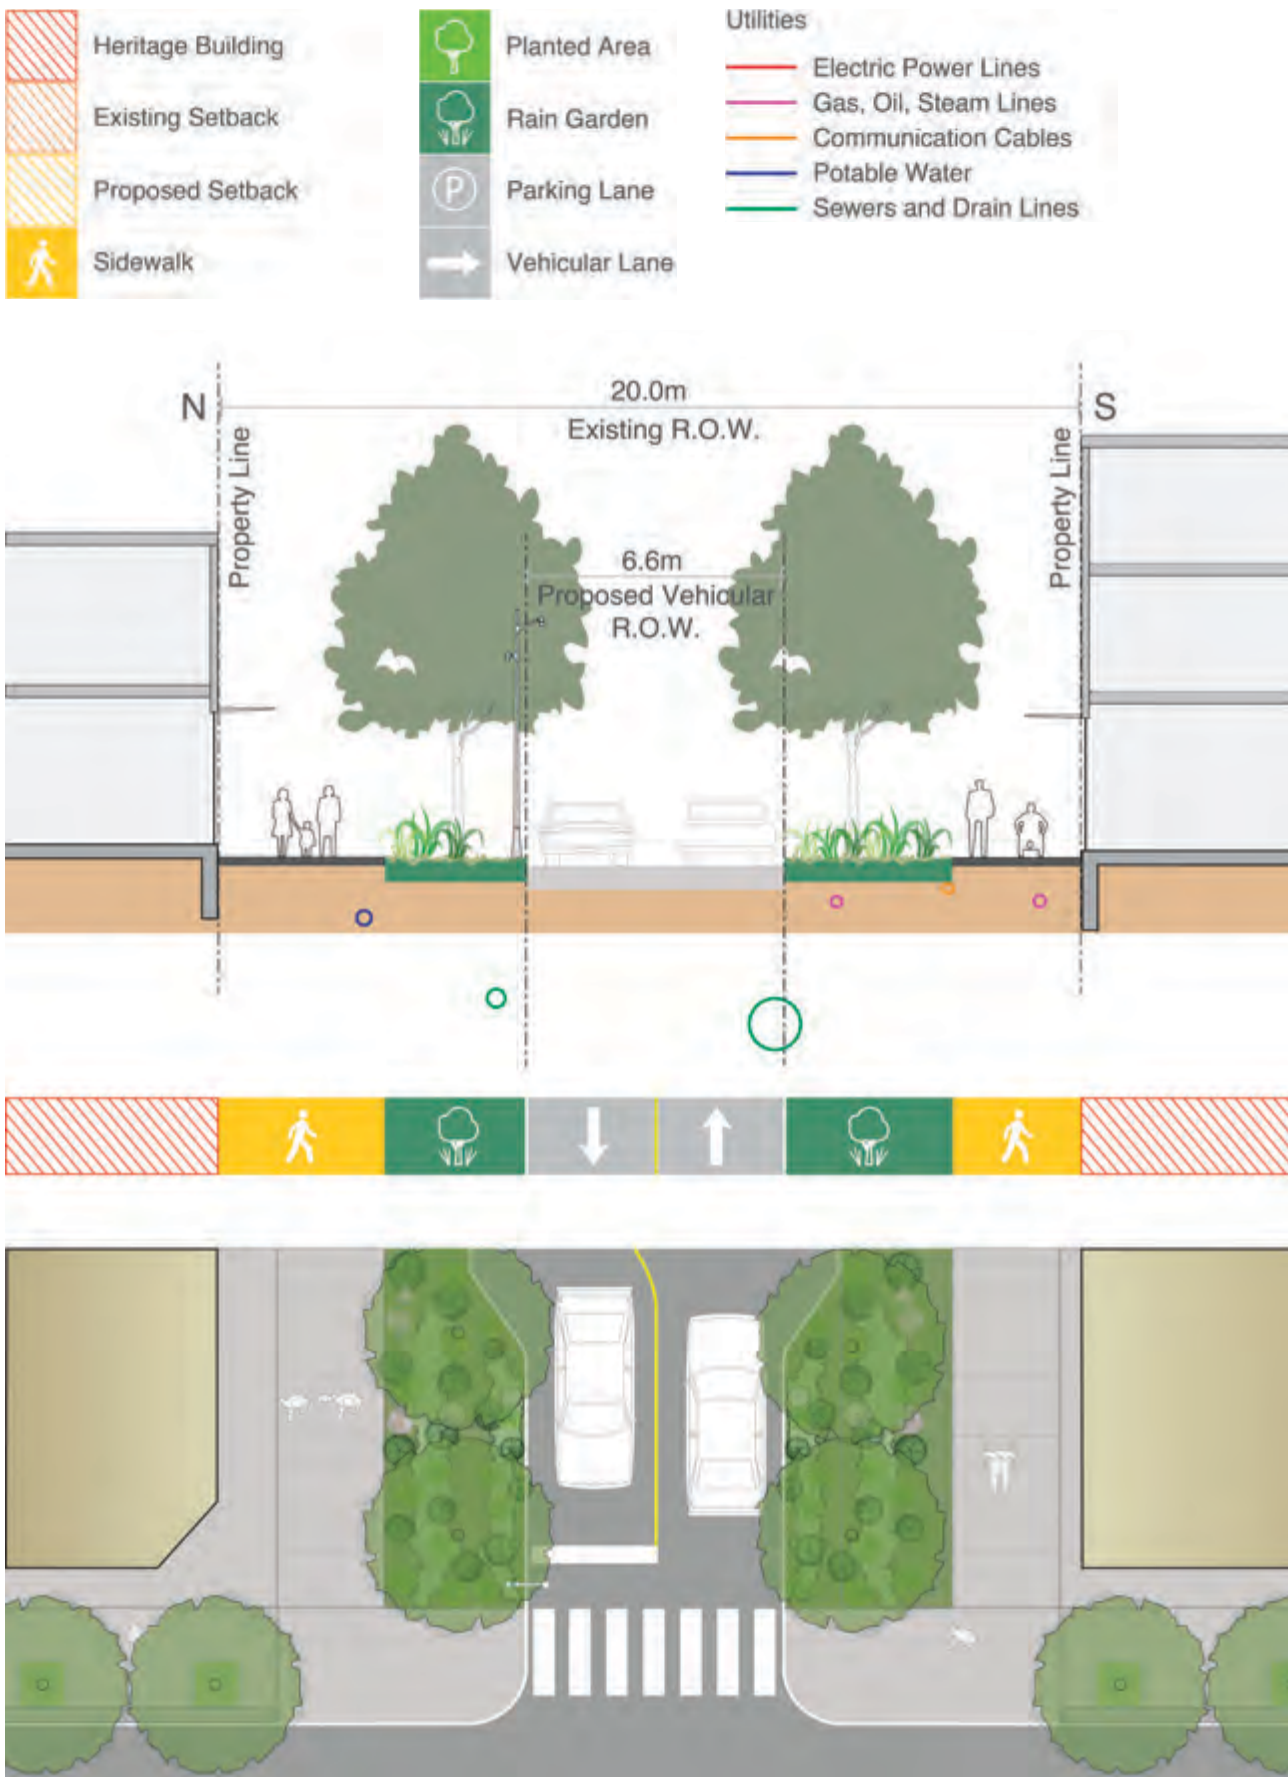 Heritage Building
Existing Setback
Proposed Setback
Sidewalk
Planted Area
Rain Garden
P
Parking Lane
Vehicular Lane
Utilities
Electric Power Lines
Gas, Oil, Steam Lines
Communication Cables
Potable Water
Sewers and Drain Lines
N
20.0m
S
Existing R.O.W.
Property Line
Property Line
6.6m
Proposed Vehicular
R.O.W.